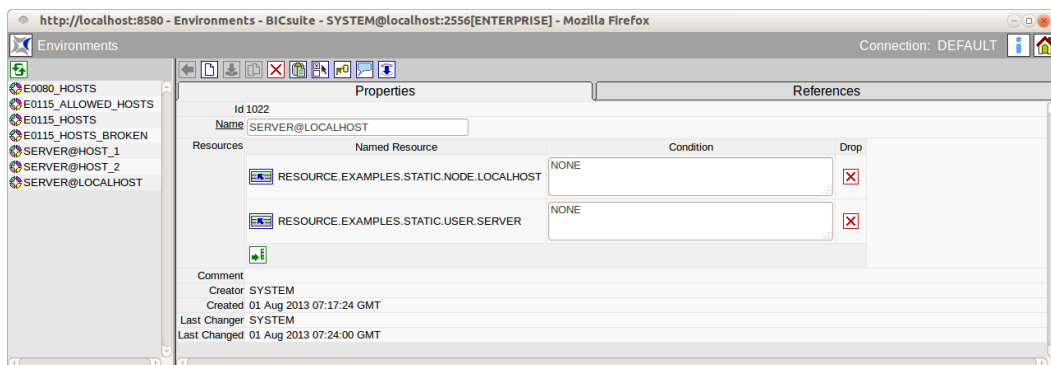 http://localhost:8580 - Environments - BICsuite - SYSTEM@localhost:2556[ENTERPRISE] - Mozilla Firefox
Environments
Connection: DEFAULT
E0080_HOSTS
E0115_ALLOWED_HOSTS
E0115_HOSTS
E0115_HOSTS_BROKEN
SERVER@HOST_1
SERVER@HOST_2
SERVER@LOCALHOST
Properties
References
Id 1022
Name SERVER@LOCALHOST
Resources Named Resource Condition Drop
RESOURCE.EXAMPLES.STATIC.NODE.LOCALHOST NONE
RESOURCE.EXAMPLES.STATIC.USER.SERVER NONE
Comment
Creator SYSTEM
Created 01 Aug 2013 07:17:24 GMT
Last Changer SYSTEM
Last Changed 01 Aug 2013 07:24:00 GMT